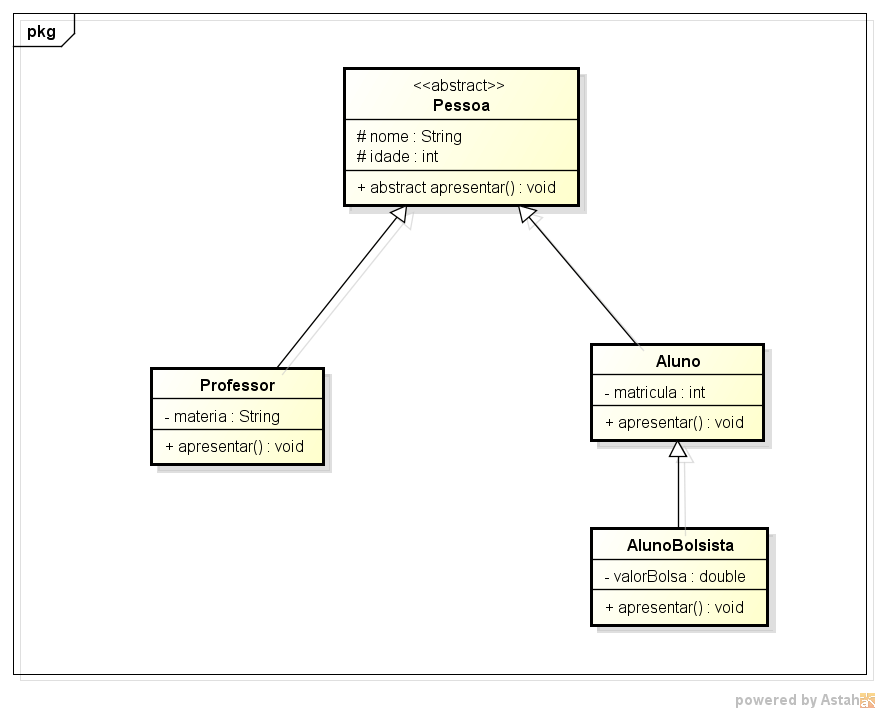 pkg
<<abstract>>
Pessoa
# nome : String
# idade : int
+ abstract apresentar() : void
Professor
- materia : String
+ apresentar() : void
Aluno
- matricula : int
+ apresentar() : void
AlunoBolsista
- valorBolsa : double
+ apresentar() : void
powered by Astah